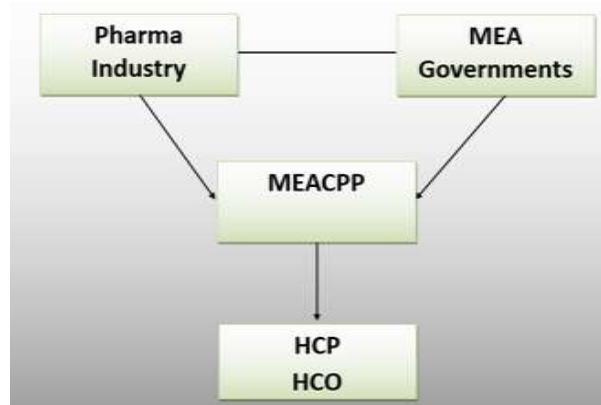 Pharma
Industry
MEA
Governments
MEACPP
HCP
HCO